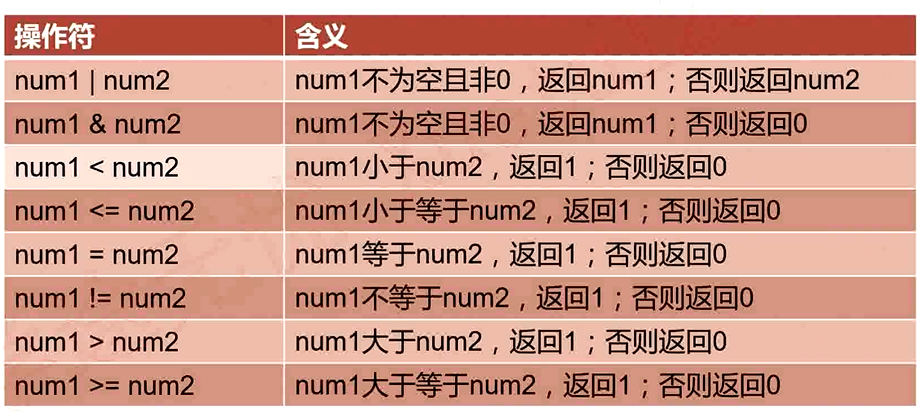 操作符 含义
num1 | num2 num1不为空且非0，返回num1；否则返回num2
num1 & num2 num1不为空且非0，返回num1；否则返回0
num1 < num2 num1小于num2，返回1；否则返回0
num1 <= num2 num1小于等于num2，返回1；否则返回0
num1 = num2 num1等于num2，返回1；否则返回0
num1 != num2 num1不等于num2，返回1；否则返回0
num1 > num2 num1大于num2，返回1；否则返回0
num1 >= num2 num1大于等于num2，返回1；否则返回0